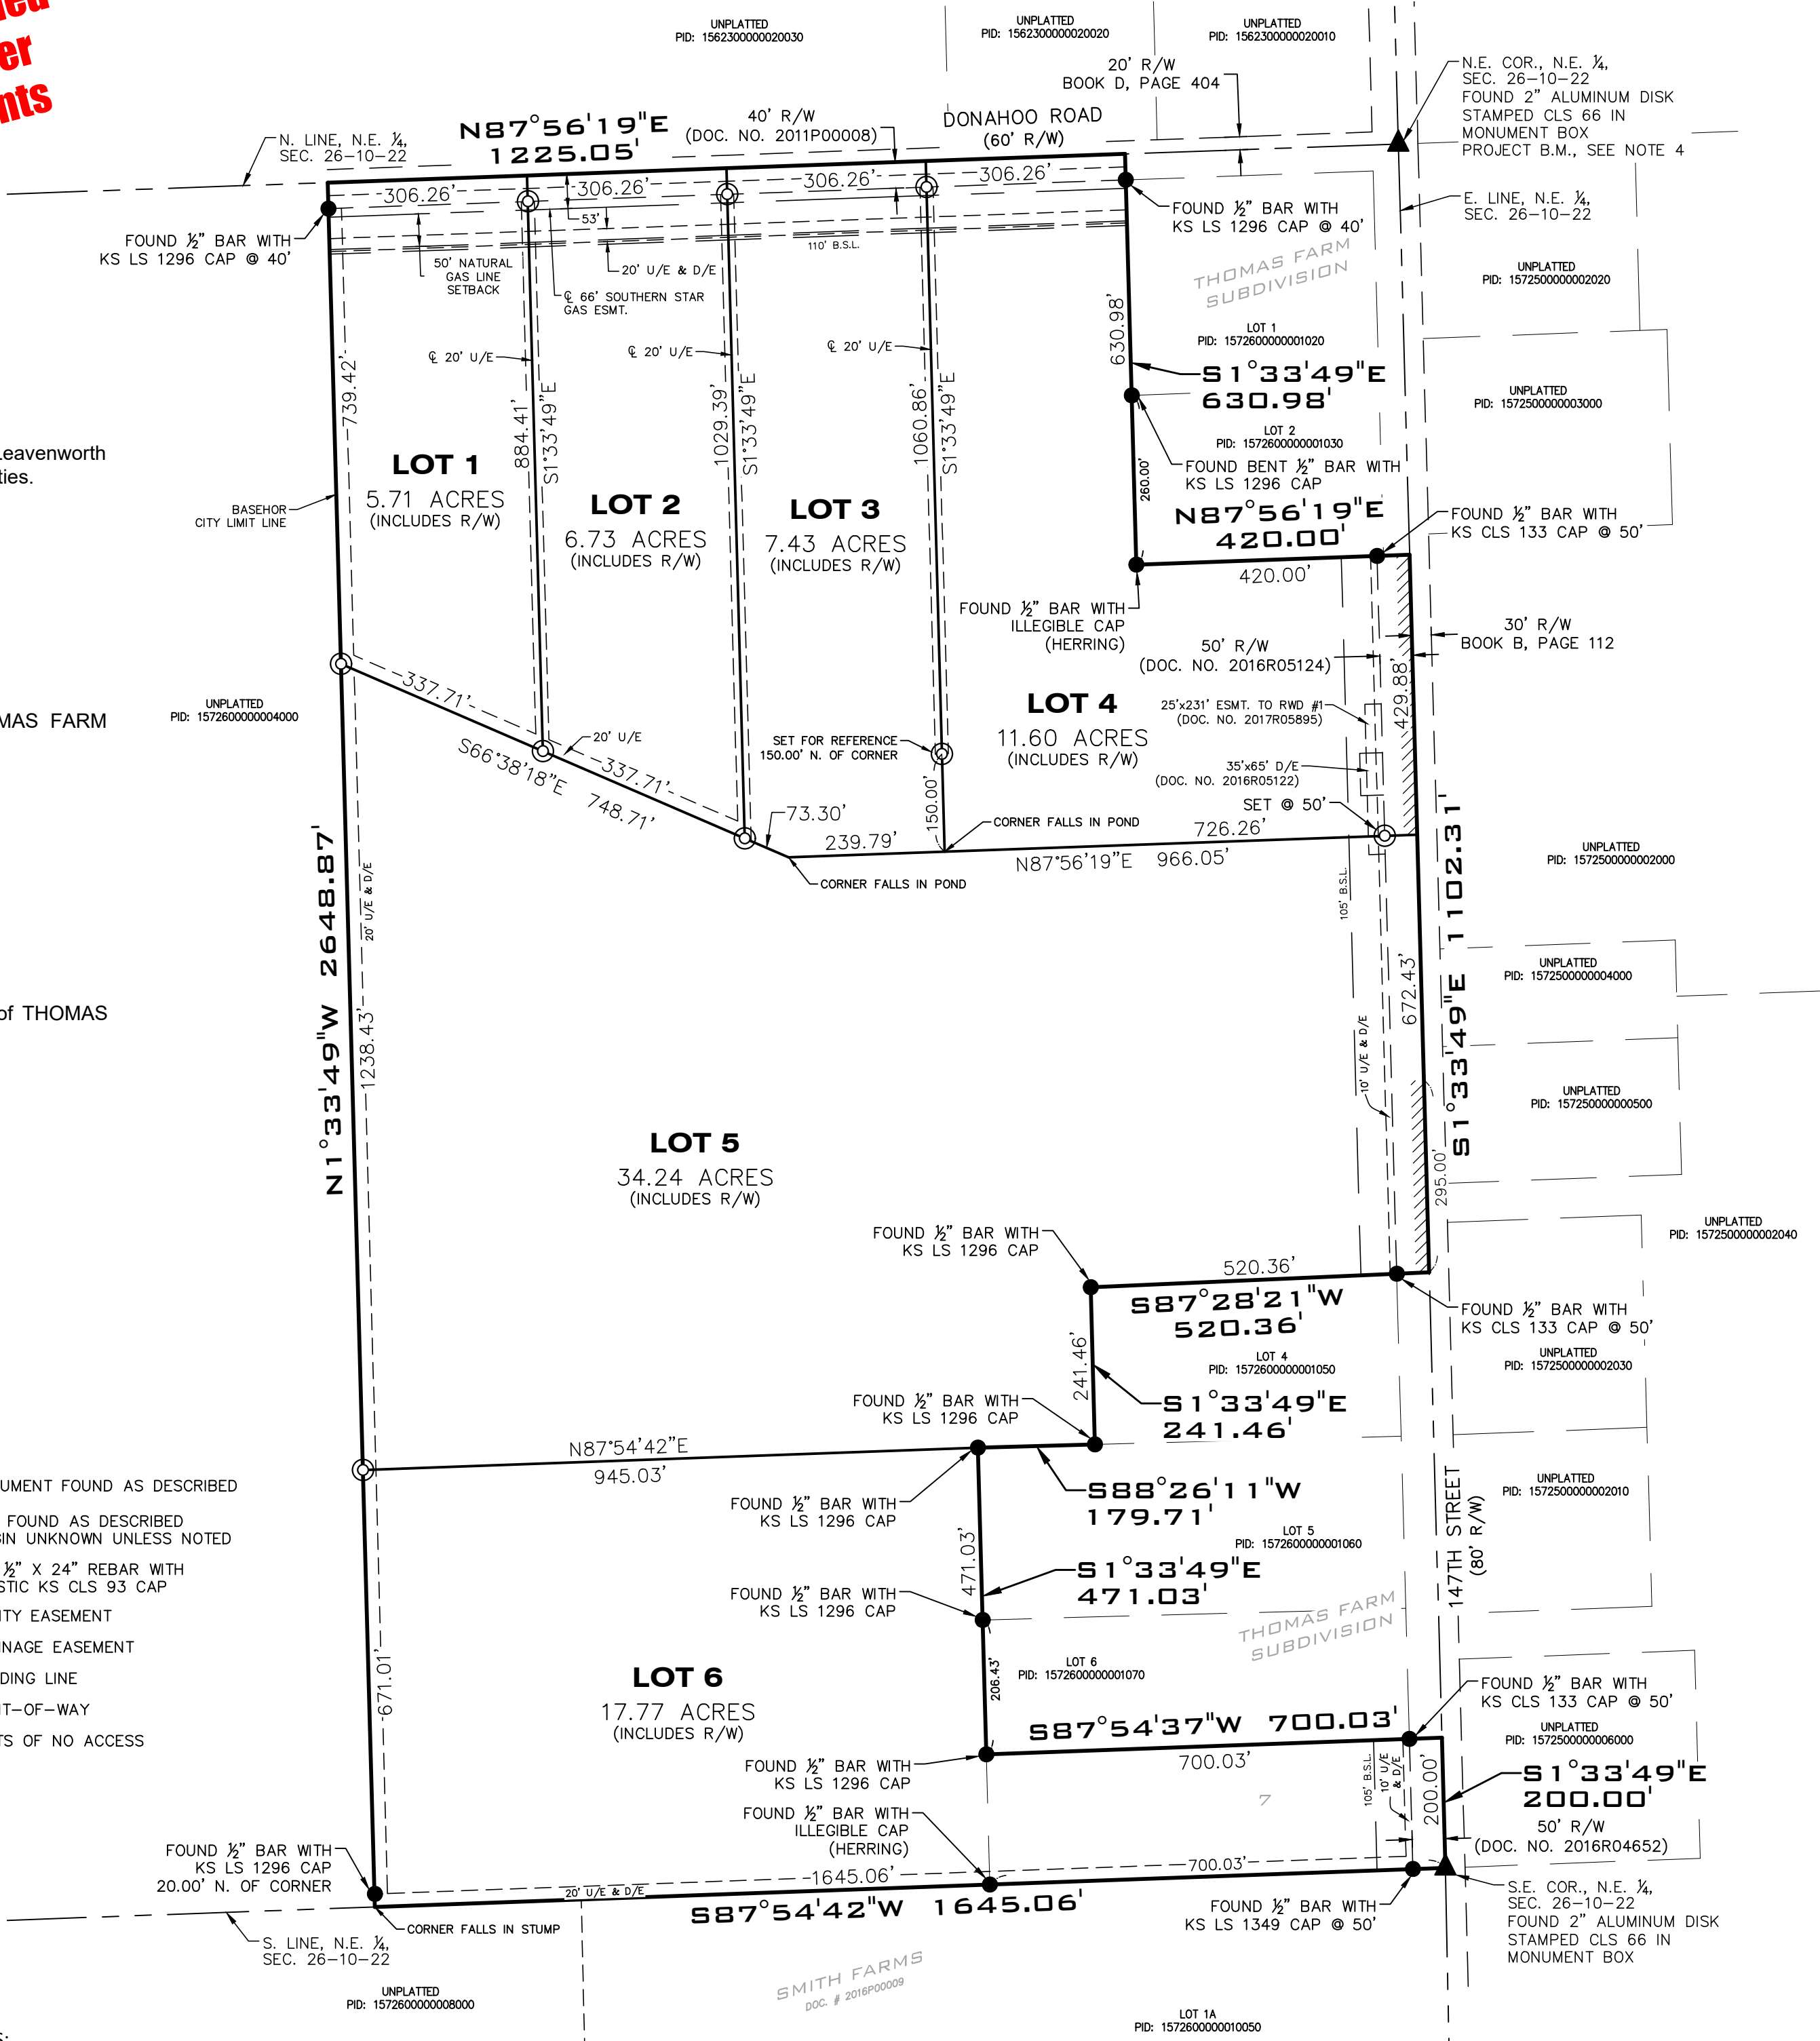 UNPLATTED
PID: 1562300000020030
UNPLATTED
PID: 1562300000020020
UNPLATTED
PID: 1562300000020010
nts
20' R/W
BOOK D, PAGE 404
N.E. COR., N.E. ¼,
SEC. 26-10-22
FOUND 2" ALUMINUM DISK
STAMPED CLS 66 IN
MONUMENT BOX
PROJECT B.M., SEE NOTE 4
N. LINE, N.E. ¼,
SEC. 26-10-22
N87°56'19"E
1225.05'
40' R/W
(DOC. NO. 2011P00008)
DONAHOO ROAD
(60' R/W)
306.26'
306.26'
306.26'
306.26'
E. LINE, N.E. ¼,
SEC. 26-10-22
FOUND ½" BAR WITH
KS LS 1296 CAP @ 40'
FOUND ½" BAR WITH
KS LS 1296 CAP @ 40'
53'
110' B.S.L.
50' NATURAL
GAS LINE
SETBACK
20' U/E & D/E
℄ 66' SOUTHERN STAR
GAS ESMT.
THOMAS FARM
SUBDIVISION
UNPLATTED
PID: 1572500000002020
℄ 20' U/E
℄ 20' U/E
℄ 20' U/E
739.42'
884.41'
S1°33'49"E
1029.39'
S1°33'49"E
1060.86'
S1°33'49"E
630.98'
LOT 1
PID: 1572600000001020
S1°33'49"E
630.98'
UNPLATTED
PID: 1572500000003000
LOT 2
PID: 1572600000001030
FOUND BENT ½" BAR WITH
KS LS 1296 CAP
260.00'
Leavenworth
ties.
LOT 1
5.71 ACRES
(INCLUDES R/W)
LOT 2
6.73 ACRES
(INCLUDES R/W)
LOT 3
7.43 ACRES
(INCLUDES R/W)
BASEHOR
CITY LIMIT LINE
N87°56'19"E
420.00'
420.00'
FOUND ½" BAR WITH
KS CLS 133 CAP @ 50'
FOUND ½" BAR WITH
ILLEGIBLE CAP
(HERRING)
30' R/W
BOOK B, PAGE 112
50' R/W
(DOC. NO. 2016R05124)
429.88'
MAS FARM
UNPLATTED
PID: 1572600000004000
337.71'
S66°38'18"E 748.71'
337.71'
20' U/E
73.30'
SET FOR REFERENCE
150.00' N. OF CORNER
150.00'
LOT 4
11.60 ACRES
(INCLUDES R/W)
25'x231' ESMT. TO RWD #1
(DOC. NO. 2017R05895)
35'x65' D/E
(DOC. NO. 2016R05122)
SET @ 50'
CORNER FALLS IN POND
239.79'
726.26'
N87°56'19"E 966.05'
CORNER FALLS IN POND
UNPLATTED
PID: 1572500000002000
N1°33'49"W 2648.87'
20' U/E & D/E
1238.43'
105' B.S.L.
10' U/E & D/E
672.43'
S1°33'49"E 1102.31'
295.00'
UNPLATTED
PID: 1572500000004000
of THOMAS
UNPLATTED
PID: 157250000000500
LOT 5
34.24 ACRES
(INCLUDES R/W)
UNPLATTED
PID: 1572500000002040
FOUND ½" BAR WITH
KS LS 1296 CAP
520.36'
S87°28'21"W
520.36'
FOUND ½" BAR WITH
KS CLS 133 CAP @ 50'
LOT 4
PID: 1572600000001050
UNPLATTED
PID: 1572500000002030
241.46'
S1°33'49"E
241.46'
FOUND ½" BAR WITH
KS LS 1296 CAP
N87°54'42"E
945.03'
S88°26'11"W
179.71'
FOUND ½" BAR WITH
KS LS 1296 CAP
UNPLATTED
PID: 1572500000002010
147TH STREET
(80' R/W)
LOT 5
PID: 1572600000001060
UMENT FOUND AS DESCRIBED
FOUND AS DESCRIBED
GIN UNKNOWN UNLESS NOTED
½" X 24" REBAR WITH
STIC KS CLS 93 CAP
ITY EASEMENT
INAGE EASEMENT
DING LINE
HT-OF-WAY
TS OF NO ACCESS
471.03'
S1°33'49"E
471.03'
FOUND ½" BAR WITH
KS LS 1296 CAP
THOMAS FARM
SUBDIVISION
LOT 6
PID: 1572600000001070
671.01'
LOT 6
17.77 ACRES
(INCLUDES R/W)
206.43'
FOUND ½" BAR WITH
KS CLS 133 CAP @ 50'
S87°54'37"W 700.03'
700.03'
UNPLATTED
PID: 1572500000006000
FOUND ½" BAR WITH
KS LS 1296 CAP
105' B.S.L.
10' U/E
& D/E
200.00'
S1°33'49"E
200.00'
7
FOUND ½" BAR WITH
ILLEGIBLE CAP
(HERRING)
50' R/W
(DOC. NO. 2016R04652)
FOUND ½" BAR WITH
KS LS 1296 CAP
20.00' N. OF CORNER
1645.06'
700.03'
20' U/E & D/E
S87°54'42"W 1645.06'
FOUND ½" BAR WITH
KS LS 1349 CAP @ 50'
S.E. COR., N.E. ¼,
SEC. 26-10-22
FOUND 2" ALUMINUM DISK
STAMPED CLS 66 IN
MONUMENT BOX
CORNER FALLS IN STUMP
S. LINE, N.E. ¼,
SEC. 26-10-22
SMITH FARMS
DOC. # 2016P00009
UNPLATTED
PID: 1572600000008000
LOT 1A
PID: 1572600000010050